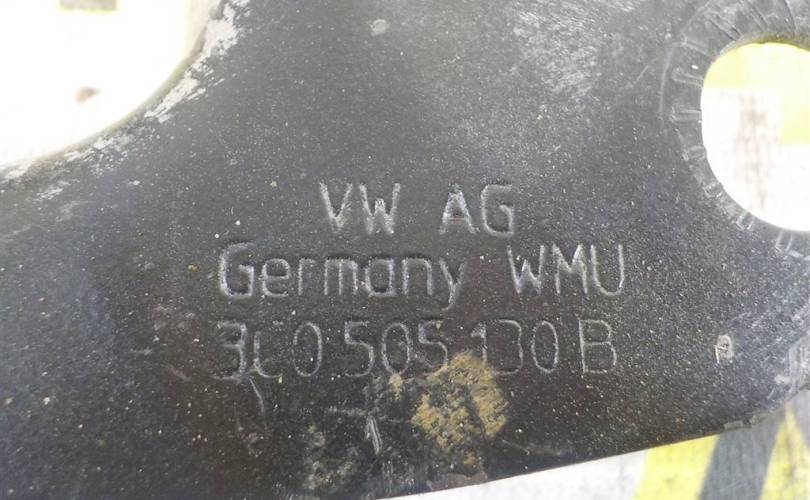 VW AG
Germany WMU
3C0 505 130 B